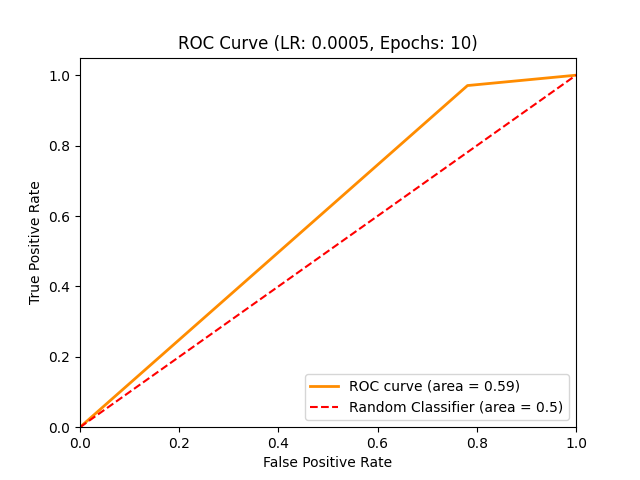 ROC Curve (LR: 0.0005, Epochs: 10)
1.0
0.8
0.6
0.4
0.2
0.0
True Positive Rate
ROC curve (area = 0.59)
Random Classifier (area = 0.5)
0.0 0.2 0.4 0.6 0.8 1.0
False Positive Rate